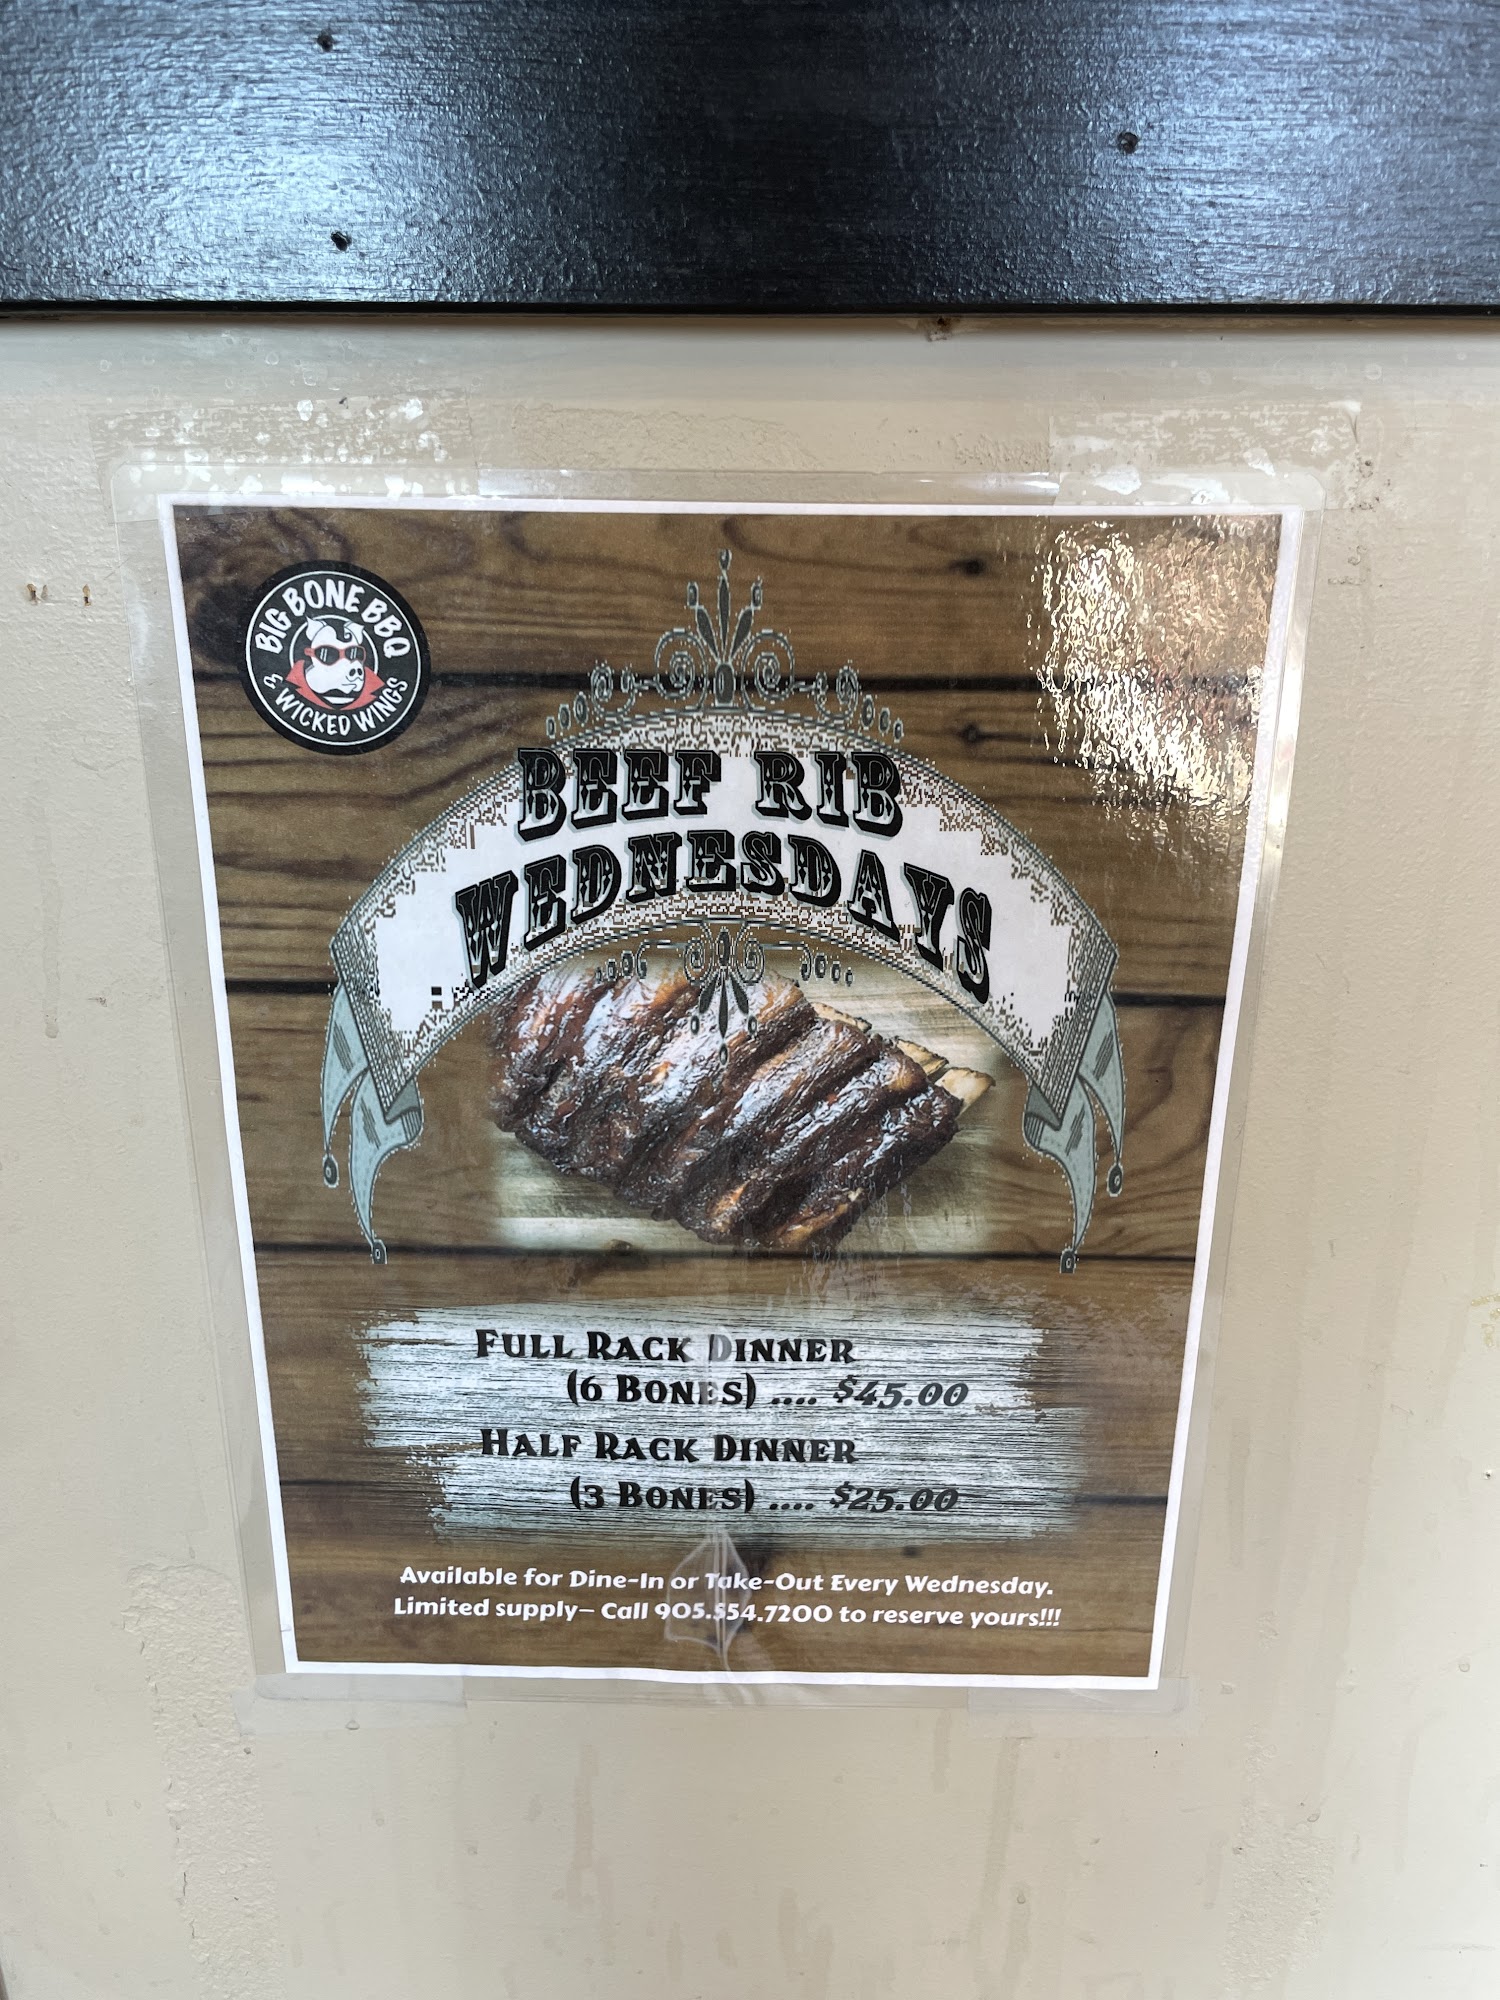 BIG BONE BBQ
& WICKED WINGS
BEEF RIB
WEDNESDAYS
FULL RACK DINNER
(6 BONES) .... $45.00
HALF RACK DINNER
(3 BONES) .... $25.00
Available for Dine-In or Take-Out Every Wednesday.
Limited supply– Call 905.554.7200 to reserve yours!!!